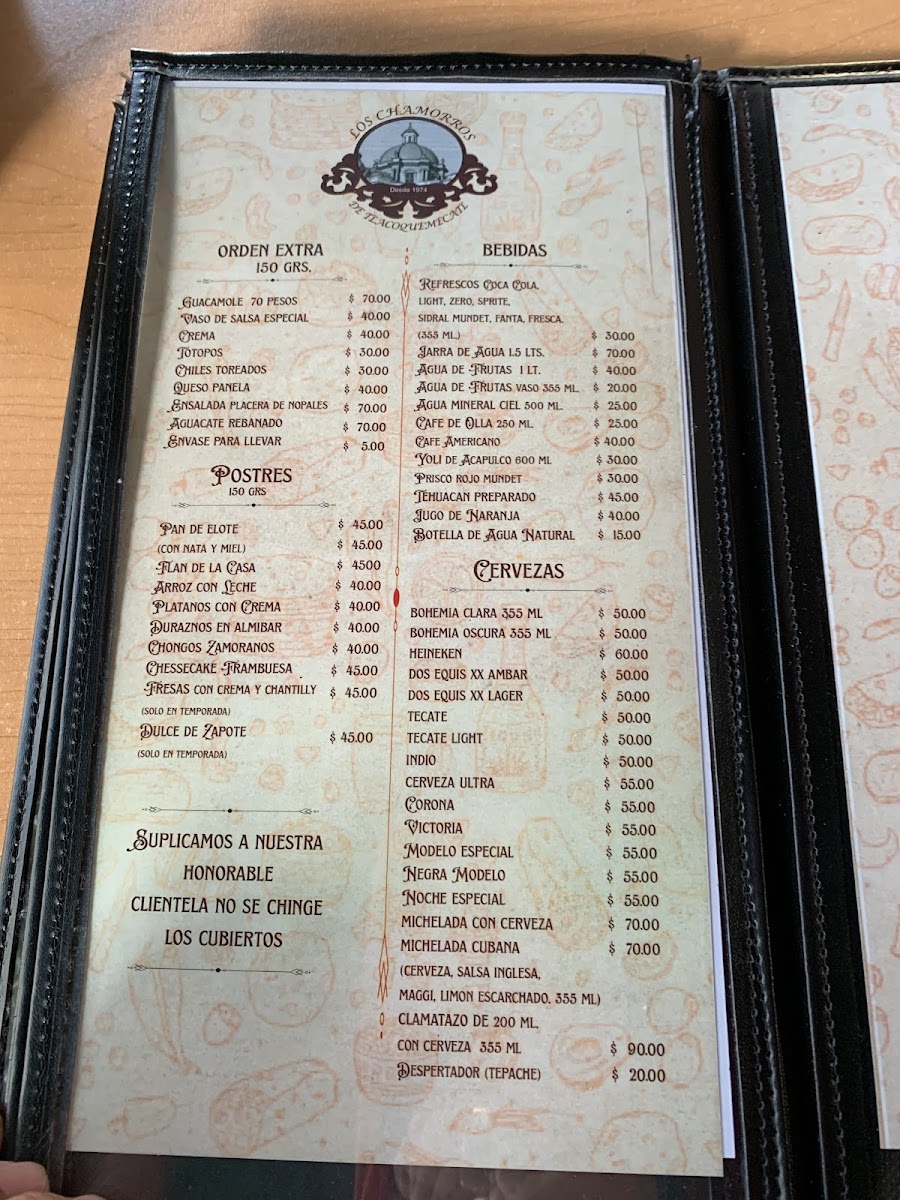 LOS CHAMORROS
Desde 1974
DE TLACOQUEMECATL
ORDEN EXTRA
150 GRS.
GUACAMOLE 70 PESOS $ 70.00
VASO DE SALSA ESPECIAL $ 40.00
CREMA $ 40.00
TOTOPOS $ 30.00
CHILES TOREADOS $ 30.00
QUESO PANELA $ 40.00
ENSALADA PLACERA DE NOPALES $ 70.00
AGUACATE REBANADO $ 70.00
ENVASE PARA LLEVAR $ 5.00
POSTRES
150 GRS
PAN DE ELOTE $ 45.00
(CON NATA Y MIEL) $ 45.00
FLAN DE LA CASA $ 4500
ARROZ CON LECHE $ 40.00
PLATANOS CON CREMA $ 40.00
DURAZNOS EN ALMIBAR $ 40.00
CHONGOS ZAMORANOS $ 40.00
CHESSECAKE FRAMBUESA $ 45.00
FRESAS CON CREMA Y CHANTILLY $ 45.00
(SOLO EN TEMPORADA)
DULCE DE ZAPOTE $ 45.00
(SOLO EN TEMPORADA)
SUPLICAMOS A NUESTRA
HONORABLE
CLIENTELA NO SE CHINGE
LOS CUBIERTOS
BEBIDAS
REFRESCOS COCA COLA,
LIGHT, ZERO, SPRITE,
SIDRAL MUNDET, FANTA, FRESCA.
(355 ML.) $ 30.00
JARRA DE AGUA 1.5 LTS. $ 70.00
AGUA DE FRUTAS 1 LT. $ 40.00
AGUA DE FRUTAS VASO 355 ML. $ 20.00
AGUA MINERAL CIEL 500 ML. $ 25.00
CAFE DE OLLA 250 ML. $ 25.00
CAFE AMERICANO $ 40.00
YOLI DE ACAPULCO 600 ML $ 30.00
PRISCO ROJO MUNDET $ 30.00
TEHUACAN PREPARADO $ 45.00
JUGO DE NARANJA $ 40.00
BOTELLA DE AGUA NATURAL $ 15.00
CERVEZAS
BOHEMIA CLARA 355 ML $ 50.00
BOHEMIA OSCURA 355 ML $ 50.00
HEINEKEN $ 60.00
DOS EQUIS XX AMBAR $ 50.00
DOS EQUIS XX LAGER $ 50.00
TECATE $ 50.00
TECATE LIGHT $ 50.00
INDIO $ 50.00
CERVEZA ULTRA $ 55.00
CORONA $ 55.00
VICTORIA $ 55.00
MODELO ESPECIAL $ 55.00
NEGRA MODELO $ 55.00
NOCHE ESPECIAL $ 55.00
MICHELADA CON CERVEZA $ 70.00
MICHELADA CUBANA $ 70.00
(CERVEZA, SALSA INGLESA,
MAGGI, LIMON ESCARCHADO, 355 ML)
CLAMATAZO DE 200 ML,
CON CERVEZA 355 ML $ 90.00
DESPERTADOR (TEPACHE) $ 20.00